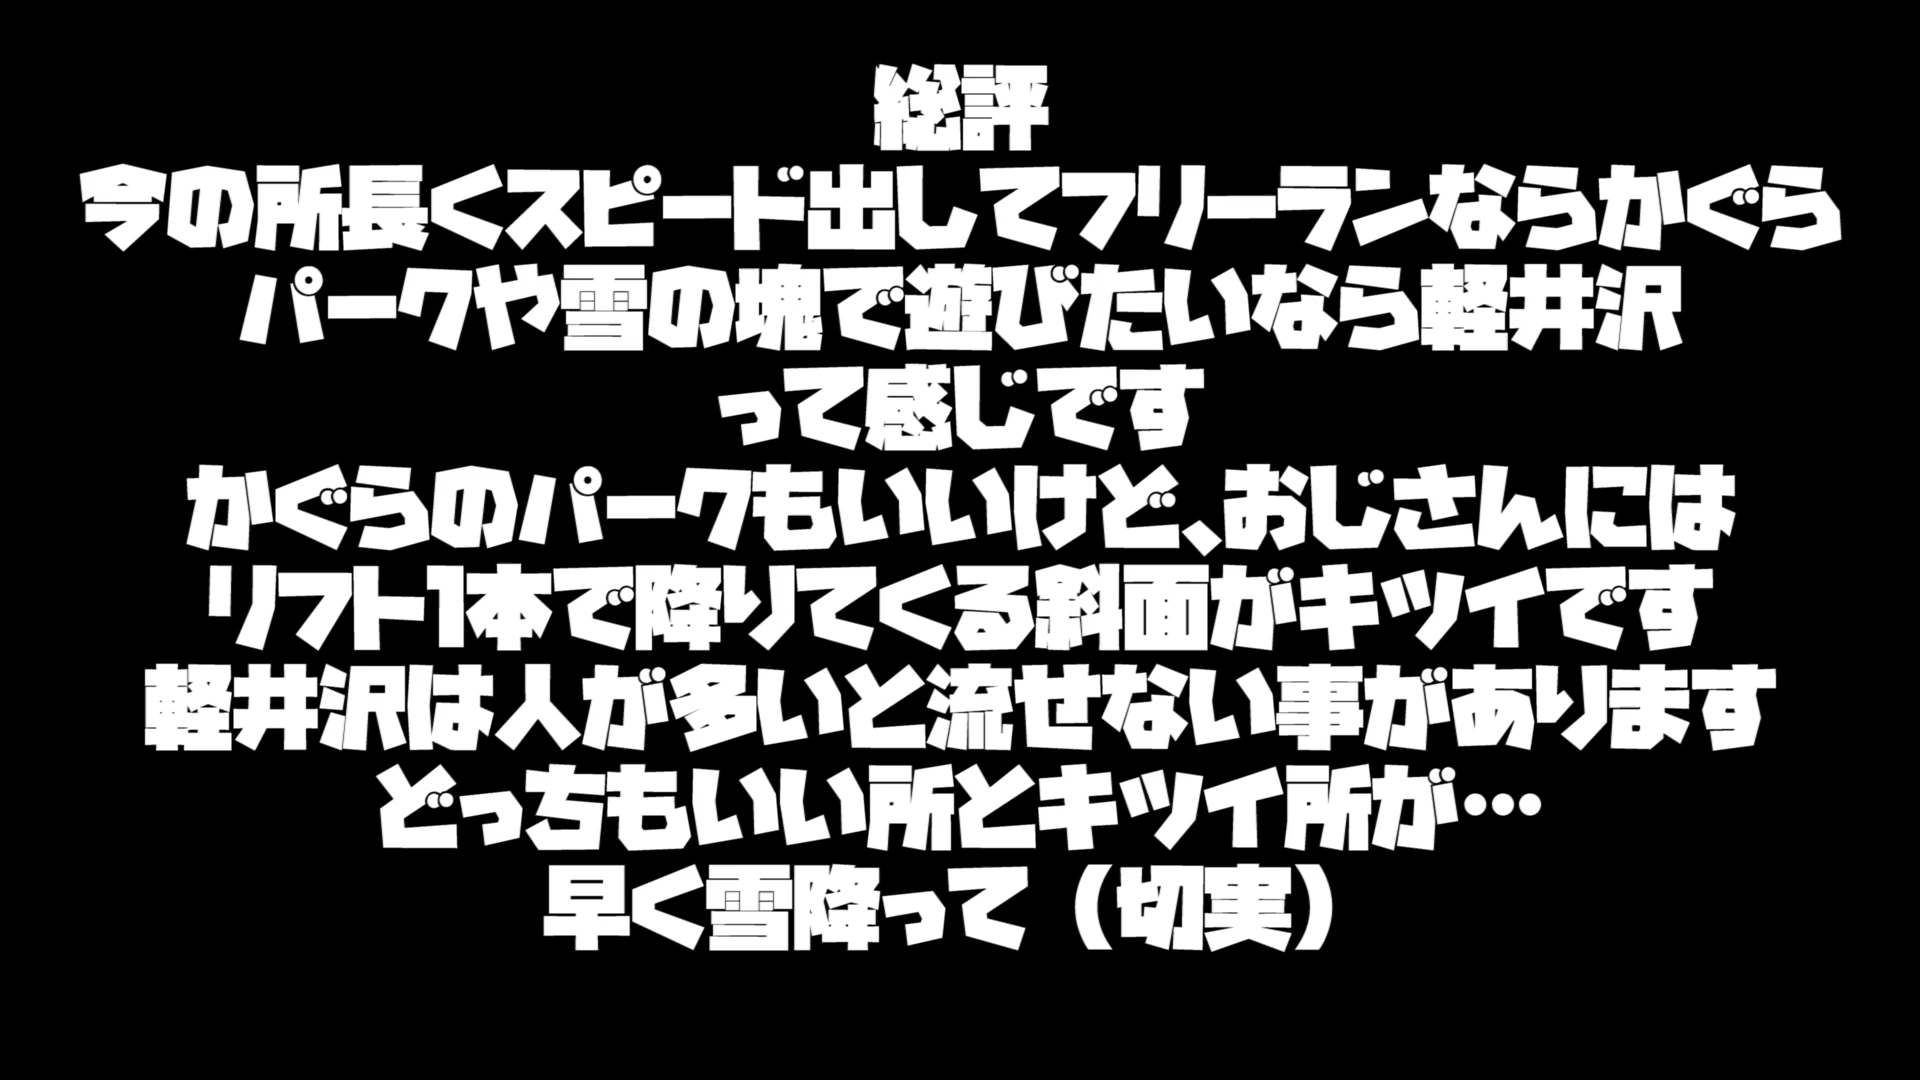 総評
今の所長くスピード出してフリーランならかぐら
パークや雪の塊で遊びたいなら軽井沢
って感じです
かぐらのパークもいいけど、おじさんには
リフト1本で降りてくる斜面がキツイです
軽井沢は人が多いと流せない事があります
どっちもいい所とキツイ所が…
早く雪降って（切実）